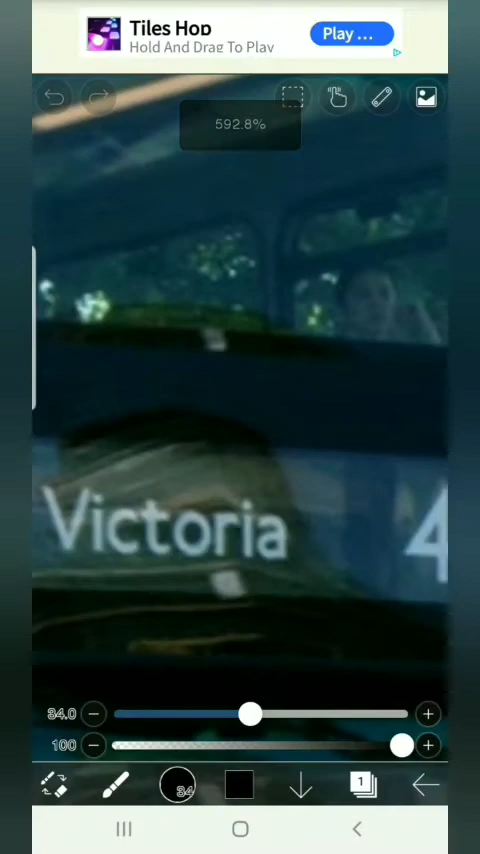 Tiles Hop
Hold And Drag To Play
Play ...
592.8%
Victoria 4
34.0
100
34
1